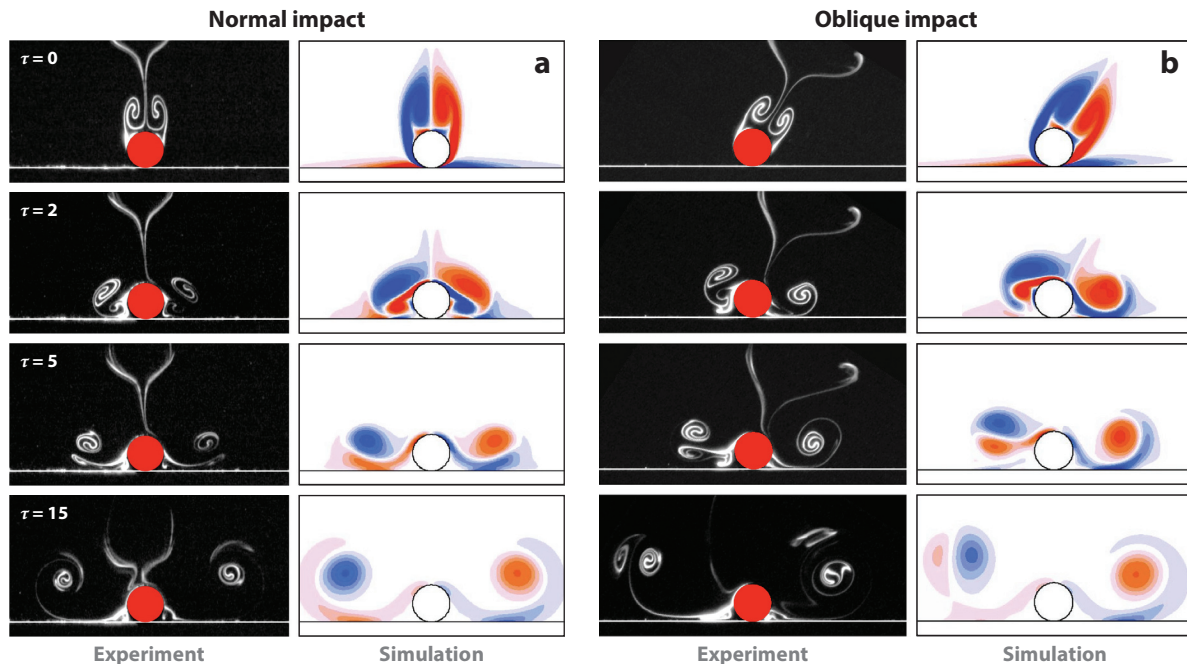 Normal impact
Oblique impact
τ = 0
a
b
τ = 2
τ = 5
τ = 15
Experiment
Simulation
Experiment
Simulation